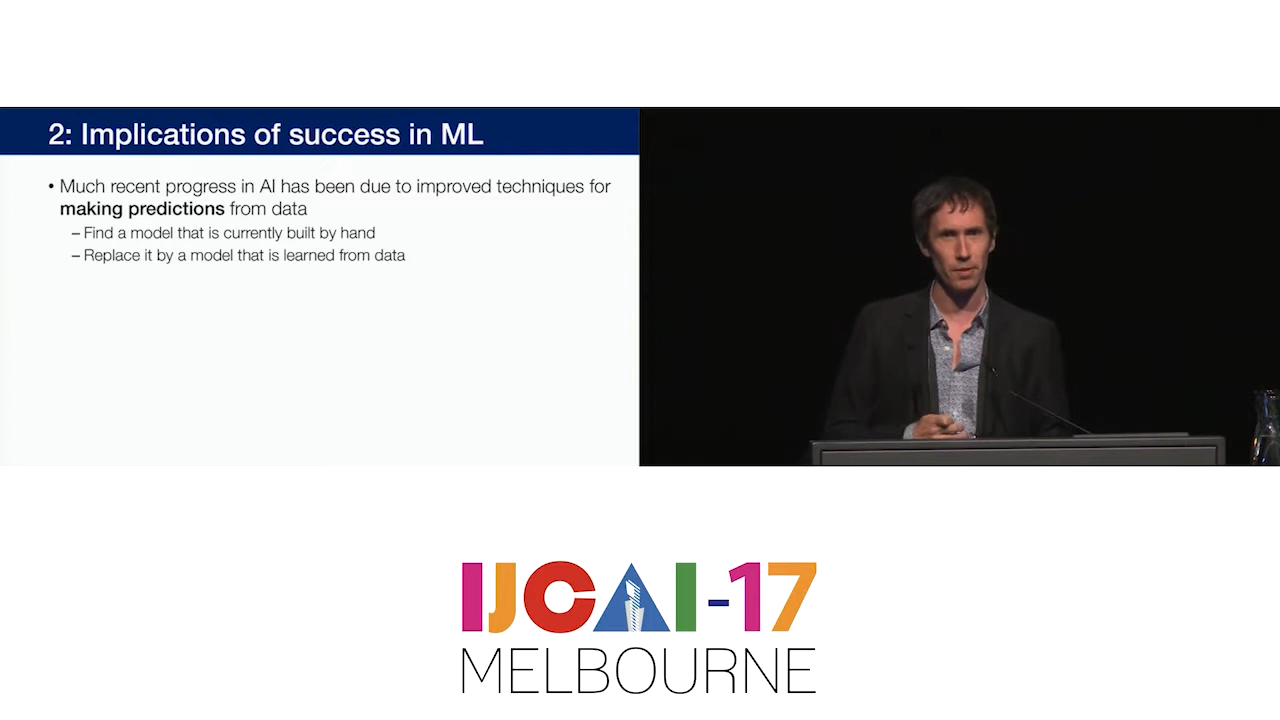 2: Implications of success in ML
• Much recent progress in AI has been due to improved techniques for
making predictions from data
– Find a model that is currently built by hand
– Replace it by a model that is learned from data
IJCAI-17
MELBOURNE